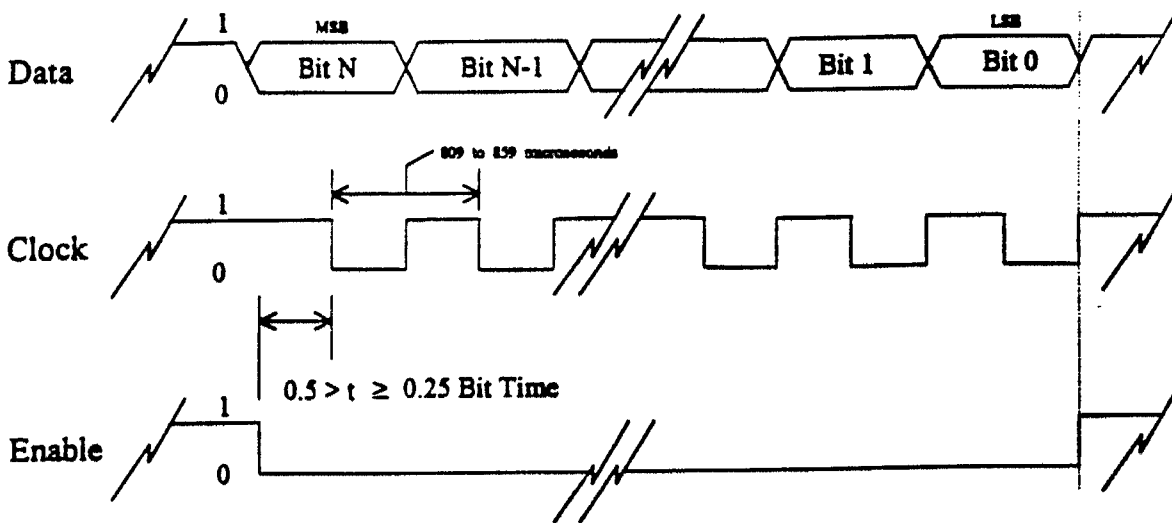 1
MSB
LSB
Data
Bit N
Bit N-1
Bit 1
Bit 0
0
809 to 859 microseconds
1
Clock
0
0.5 > t ≥ 0.25 Bit Time
1
Enable
0